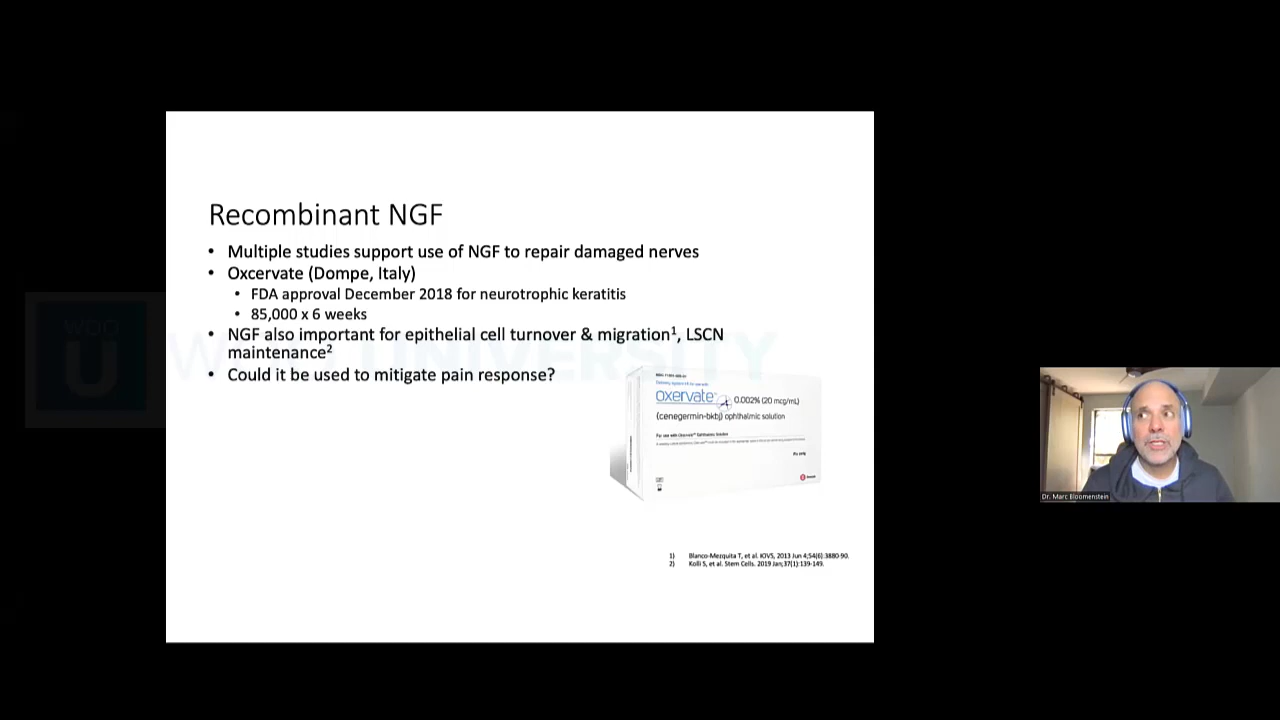 Recombinant NGF
• Multiple studies support use of NGF to repair damaged nerves
• Oxcervate (Dompe, Italy)
• FDA approval December 2018 for neurotrophic keratitis
• 85,000 x 6 weeks
• NGF also important for epithelial cell turnover & migration¹, LSCN
maintenance²
• Could it be used to mitigate pain response?
oxervate
0.002% (20 mcg/mL)
(cenegermin-bkbj) ophthalmic solution
Rx only
1) Blanco-Mezquita T, et al. IOVS, 2013 Jun 4;54(6):3880-90.
2) Kolli S, et al. Stem Cells. 2019 Jan;37(1):139-149.
WOO
U
UNIVERSITY
Dr. Marc Bloomenstein